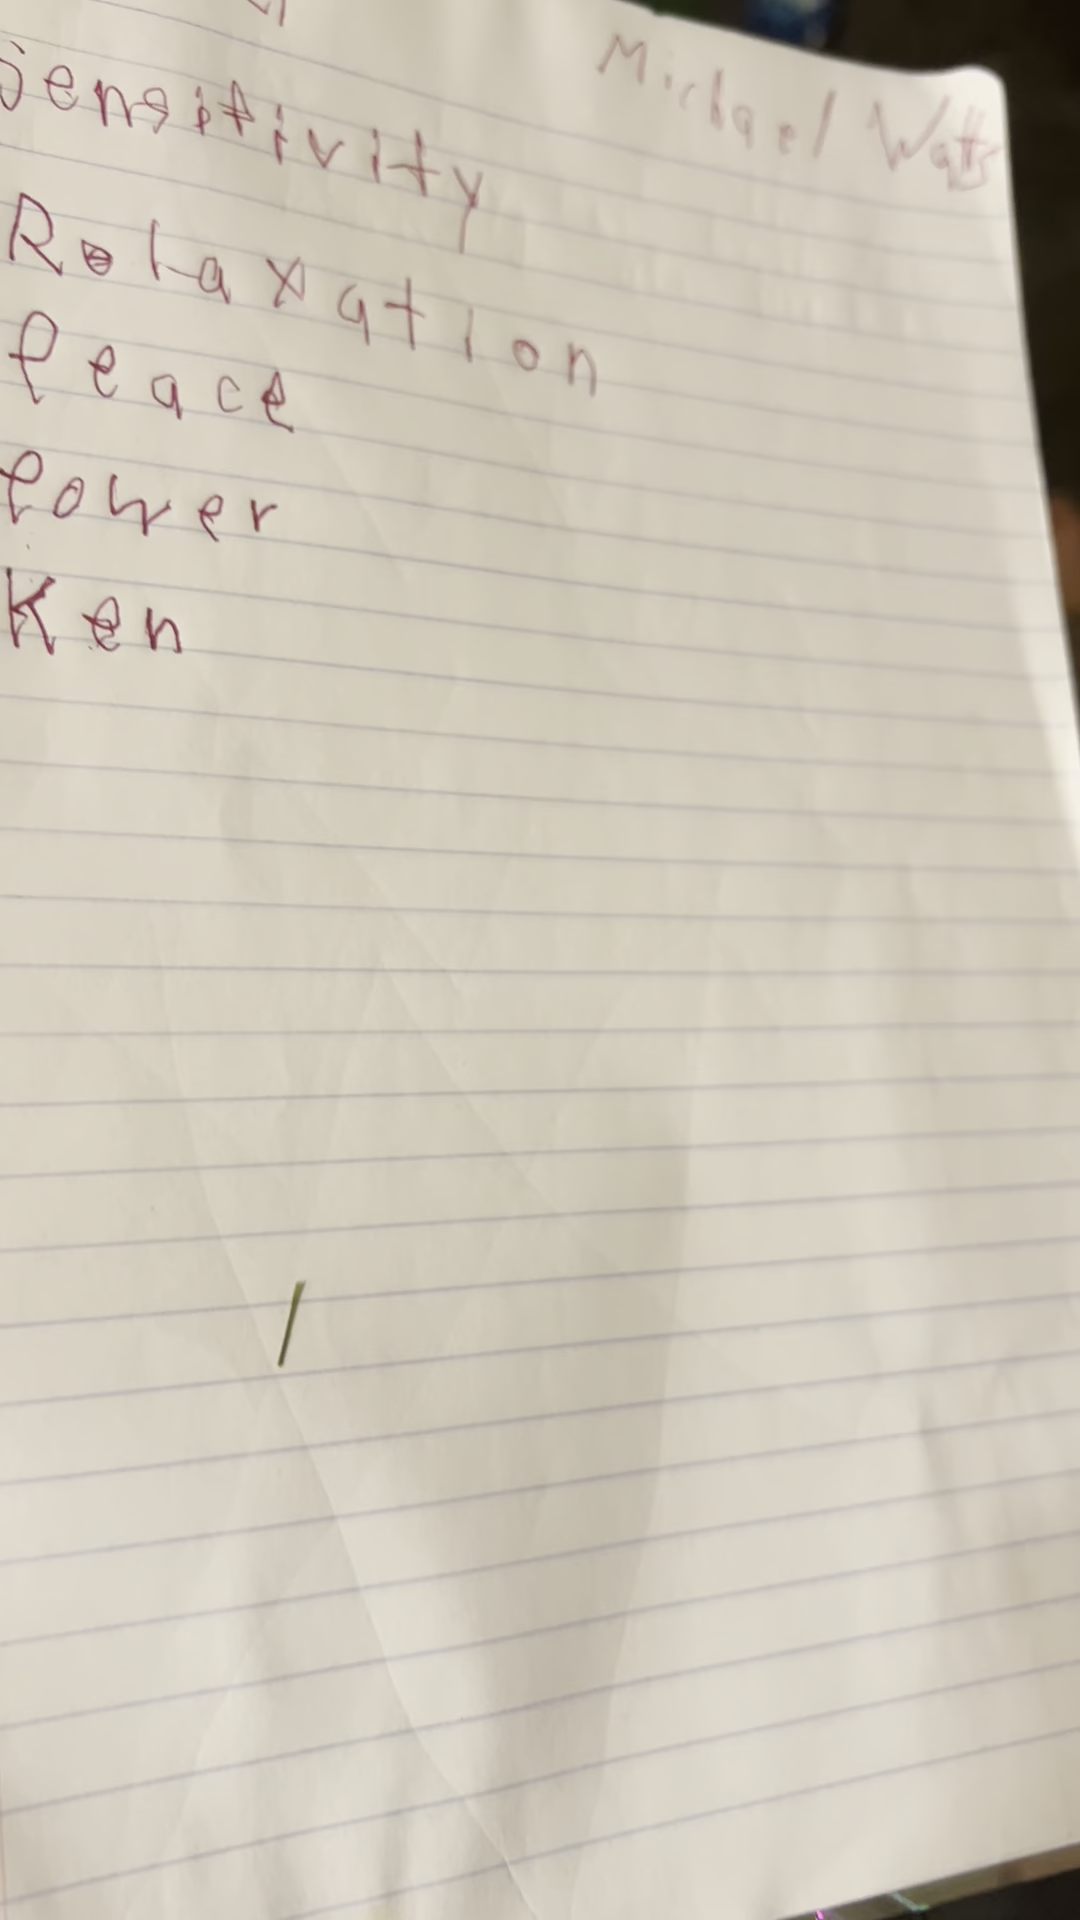 Michael Watts
Sensitivity
Relaxation
Peace
Power
Ken